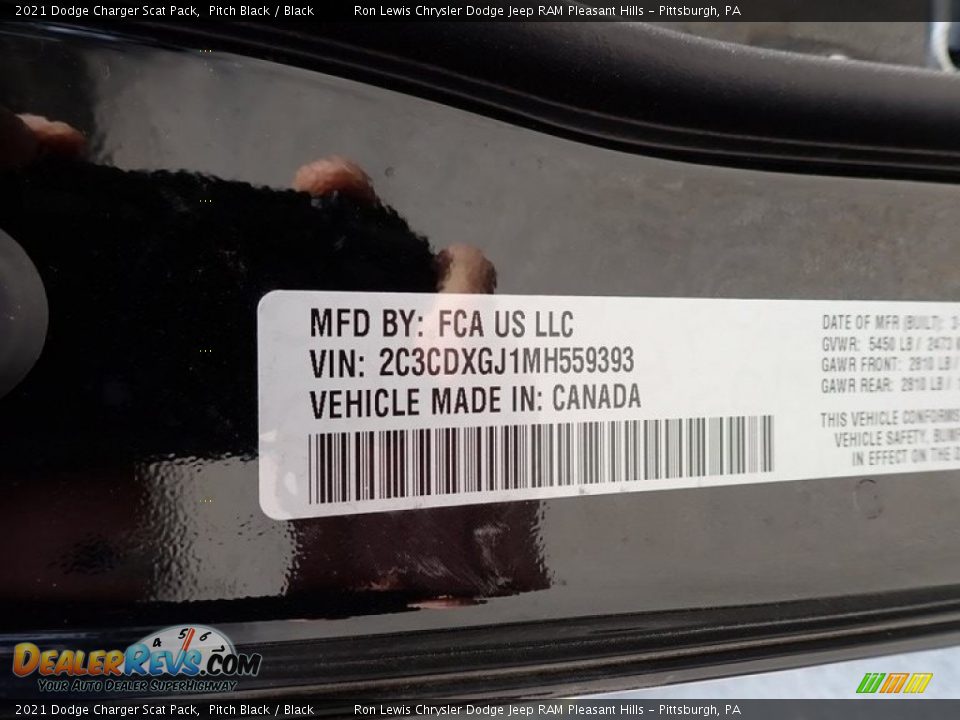 2021 Dodge Charger Scat Pack, Pitch Black / Black Ron Lewis Chrysler Dodge Jeep RAM Pleasant Hills - Pittsburgh, PA
MFD BY: FCA US LLC
VIN: 2C3CDXGJ1MH559393
VEHICLE MADE IN: CANADA
DATE OF MFR (BUILT):
GVWR: 5450 LB / 2473
GAWR FRONT: 2810 LB /
GAWR REAR: 2810 LB /
THIS VEHICLE CONFORMS
VEHICLE SAFETY,
IN EFFECT ON THE
4 5 6
DEALERREVS.COM
YOUR AUTO DEALER SUPERHIGHWAY
2021 Dodge Charger Scat Pack, Pitch Black / Black Ron Lewis Chrysler Dodge Jeep RAM Pleasant Hills - Pittsburgh, PA